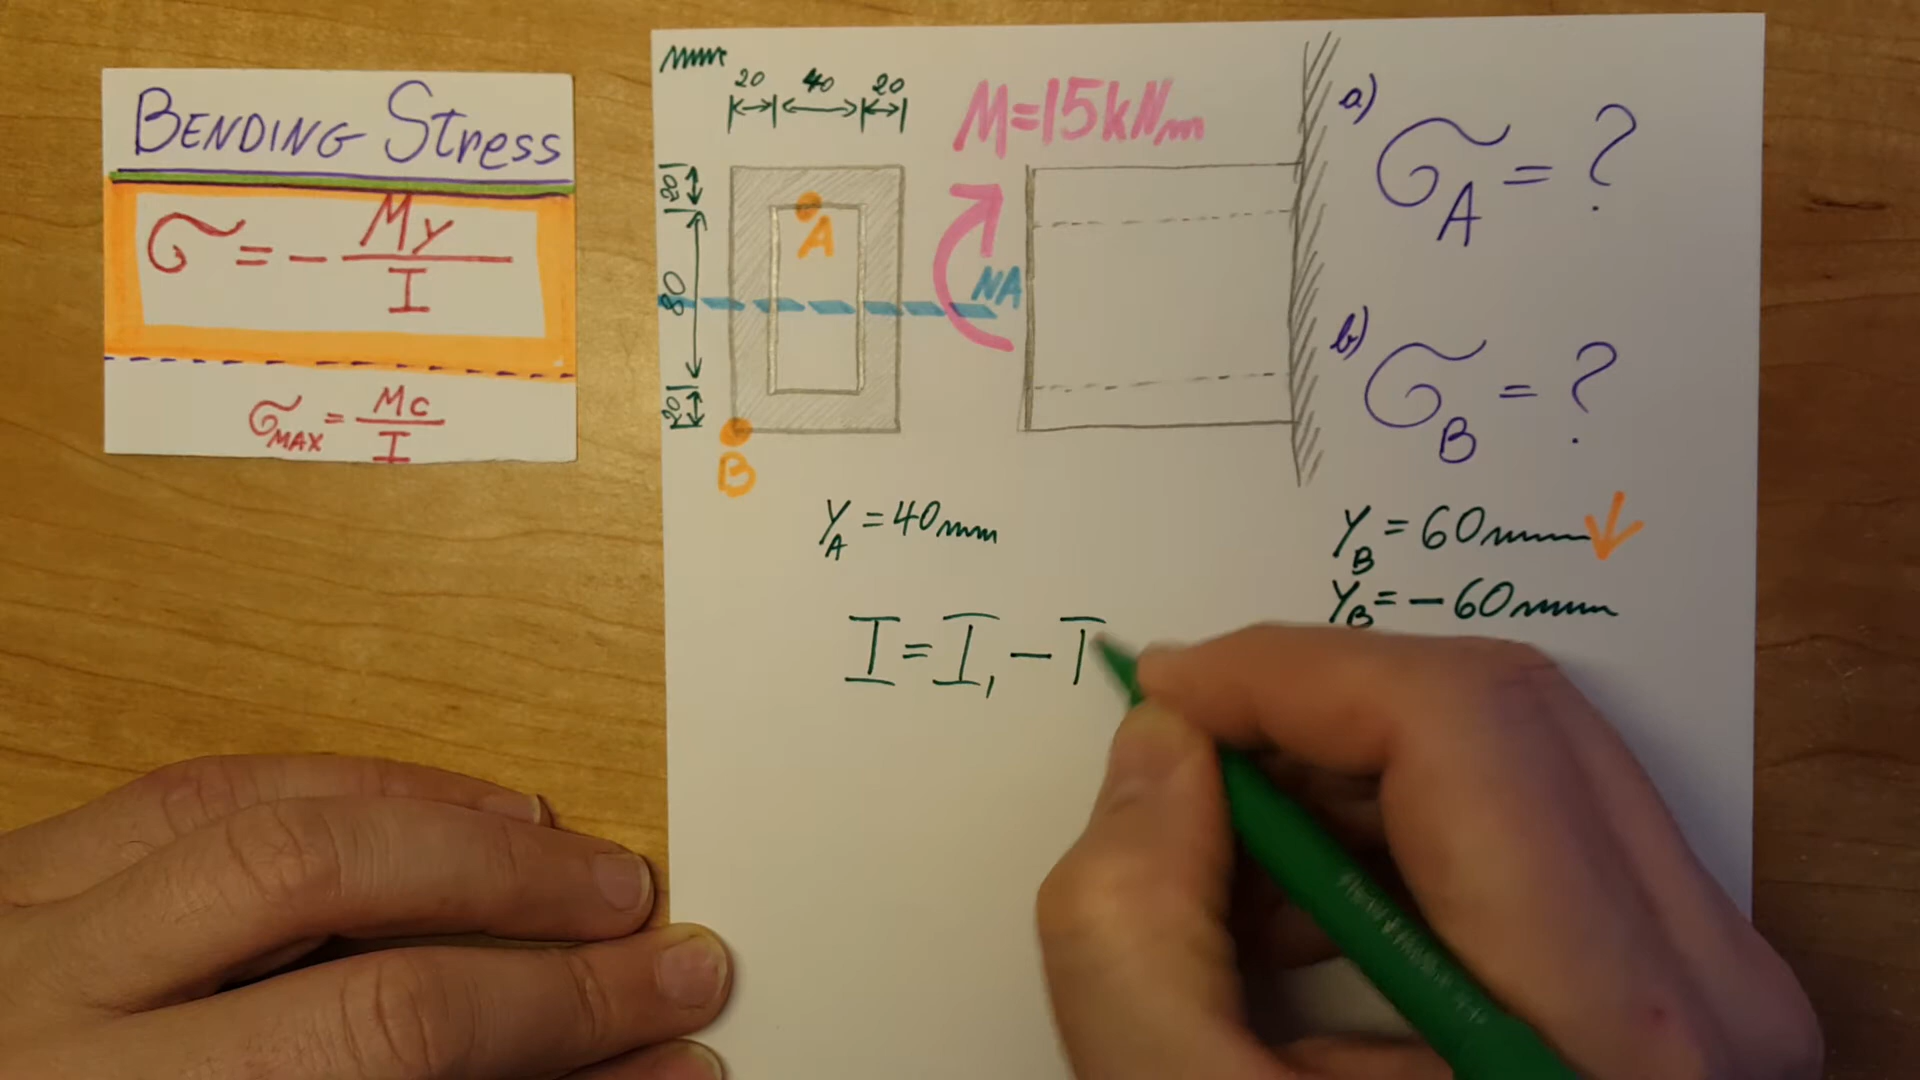 BENDING Stress
σ = - My / I
σMAX = Mc / I
mm
20 40 20
20
80
20
A
B
NA
M=15kNm
a) σA = ?
b) σB = ?
yA = 40mm
yB = 60mm ↓
yB = -60mm
I = I1 - I